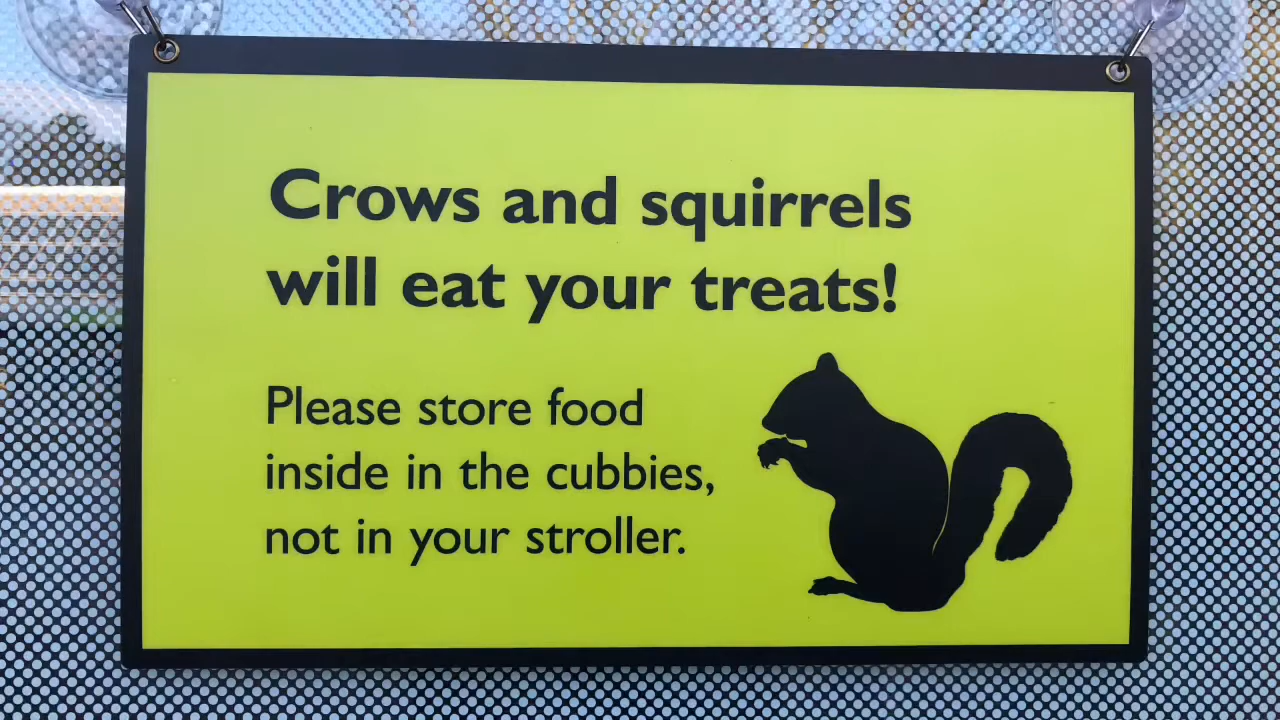 Crows and squirrels
will eat your treats!
Please store food
inside in the cubbies,
not in your stroller.